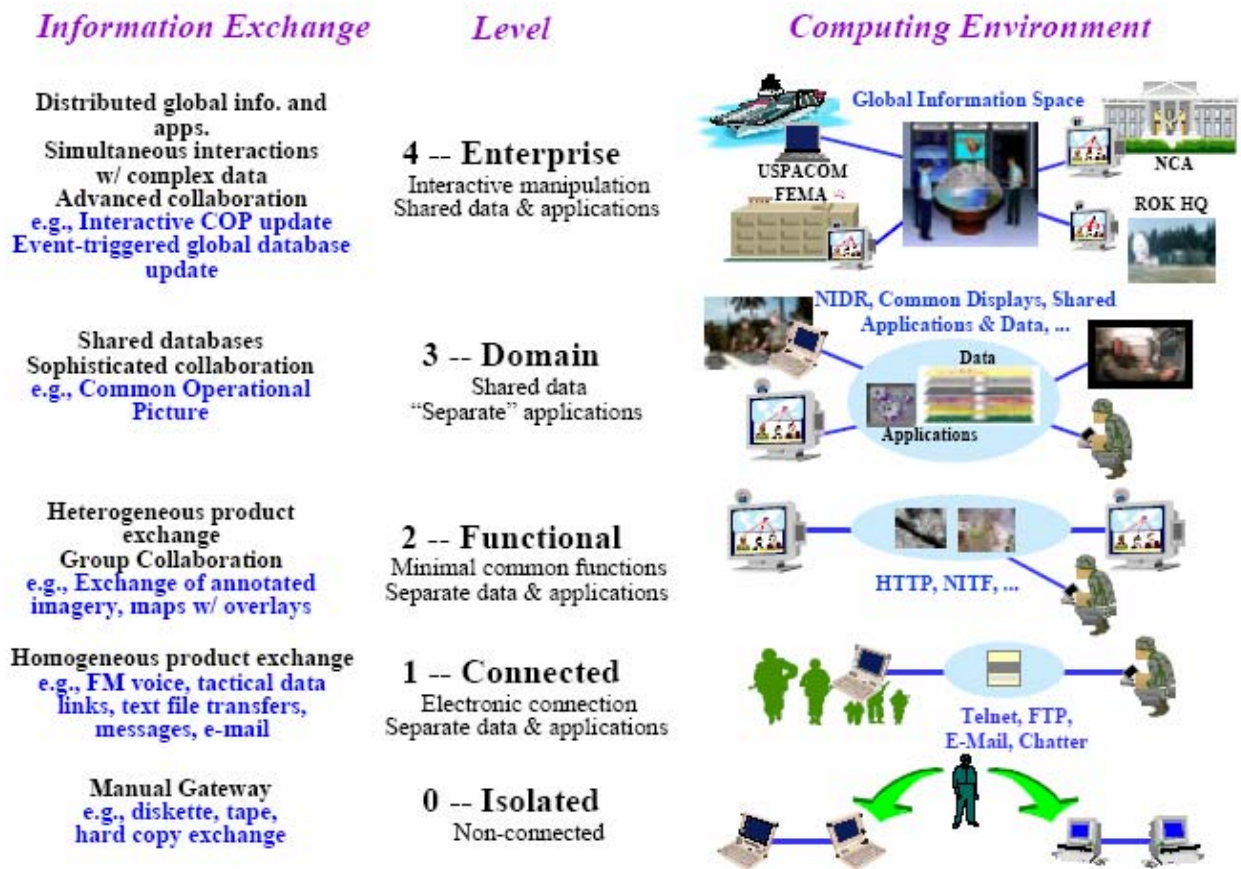 Information Exchange
Level
Computing Environment
Distributed global info. and
apps.
Simultaneous interactions
w/ complex data
Advanced collaboration
e.g., Interactive COP update
Event-triggered global database
update
4 -- Enterprise
Interactive manipulation
Shared data & applications
Global Information Space
USPACOM
FEMA
NCA
ROK HQ
Shared databases
Sophisticated collaboration
e.g., Common Operational
Picture
3 -- Domain
Shared data
“Separate” applications
NIDR, Common Displays, Shared
Applications & Data, ...
Data
Applications
Heterogeneous product
exchange
Group Collaboration
e.g., Exchange of annotated
imagery, maps w/ overlays
2 -- Functional
Minimal common functions
Separate data & applications
HTTP, NITF, ...
Homogeneous product exchange
e.g., FM voice, tactical data
links, text file transfers,
messages, e-mail
1 -- Connected
Electronic connection
Separate data & applications
Telnet, FTP,
E-Mail, Chatter
Manual Gateway
e.g., diskette, tape,
hard copy exchange
0 -- Isolated
Non-connected